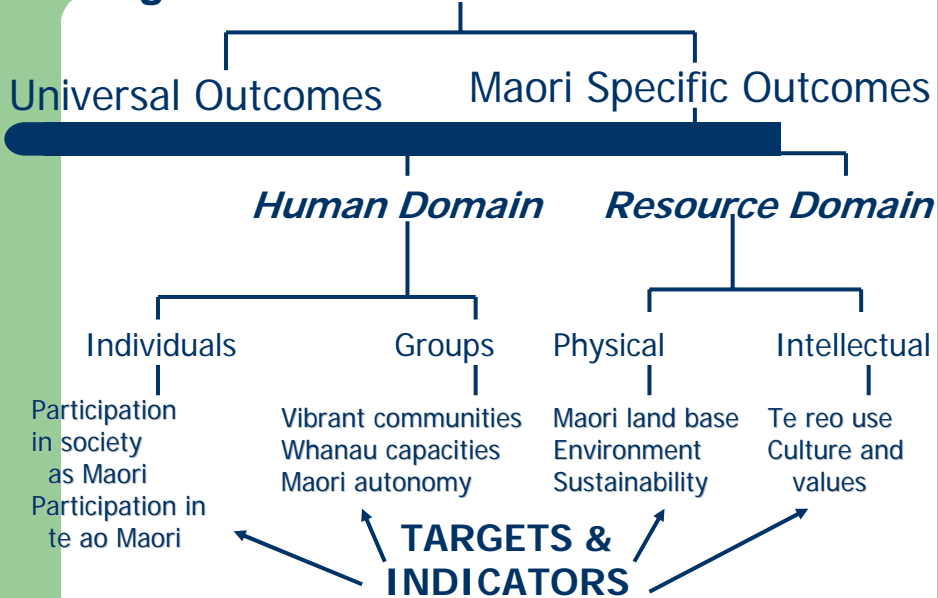 Universal Outcomes
Maori Specific Outcomes
Human Domain
Resource Domain
Individuals
Groups
Physical
Intellectual
Participation
in society
as Maori
Participation in
te ao Maori
Vibrant communities
Whanau capacities
Maori autonomy
Maori land base
Environment
Sustainability
Te reo use
Culture and
values
TARGETS &
INDICATORS